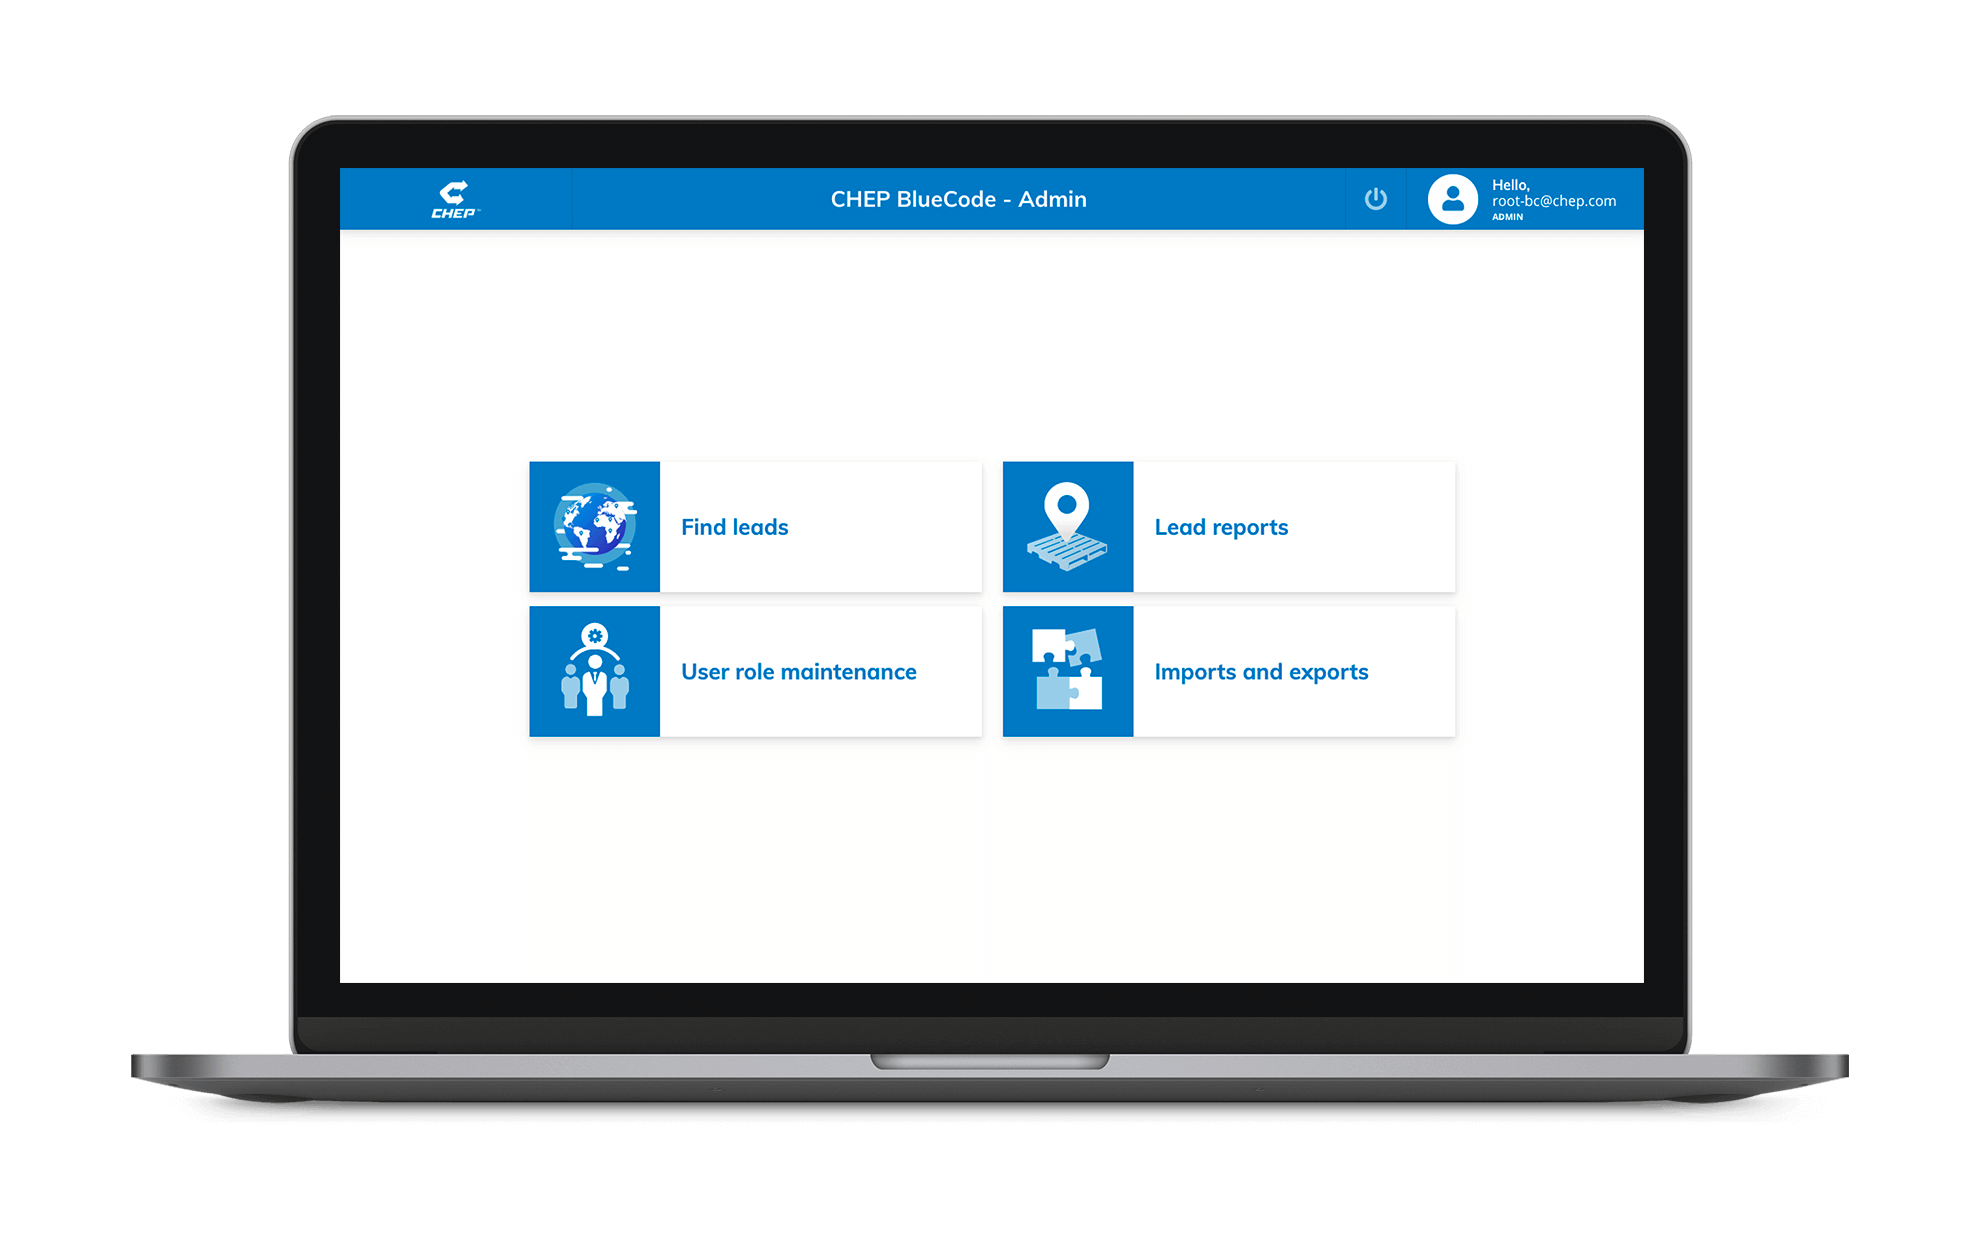 CHEP™
CHEP BlueCode - Admin
Hello,
root-bc@chep.com
ADMIN
Find leads
Lead reports
User role maintenance
Imports and exports